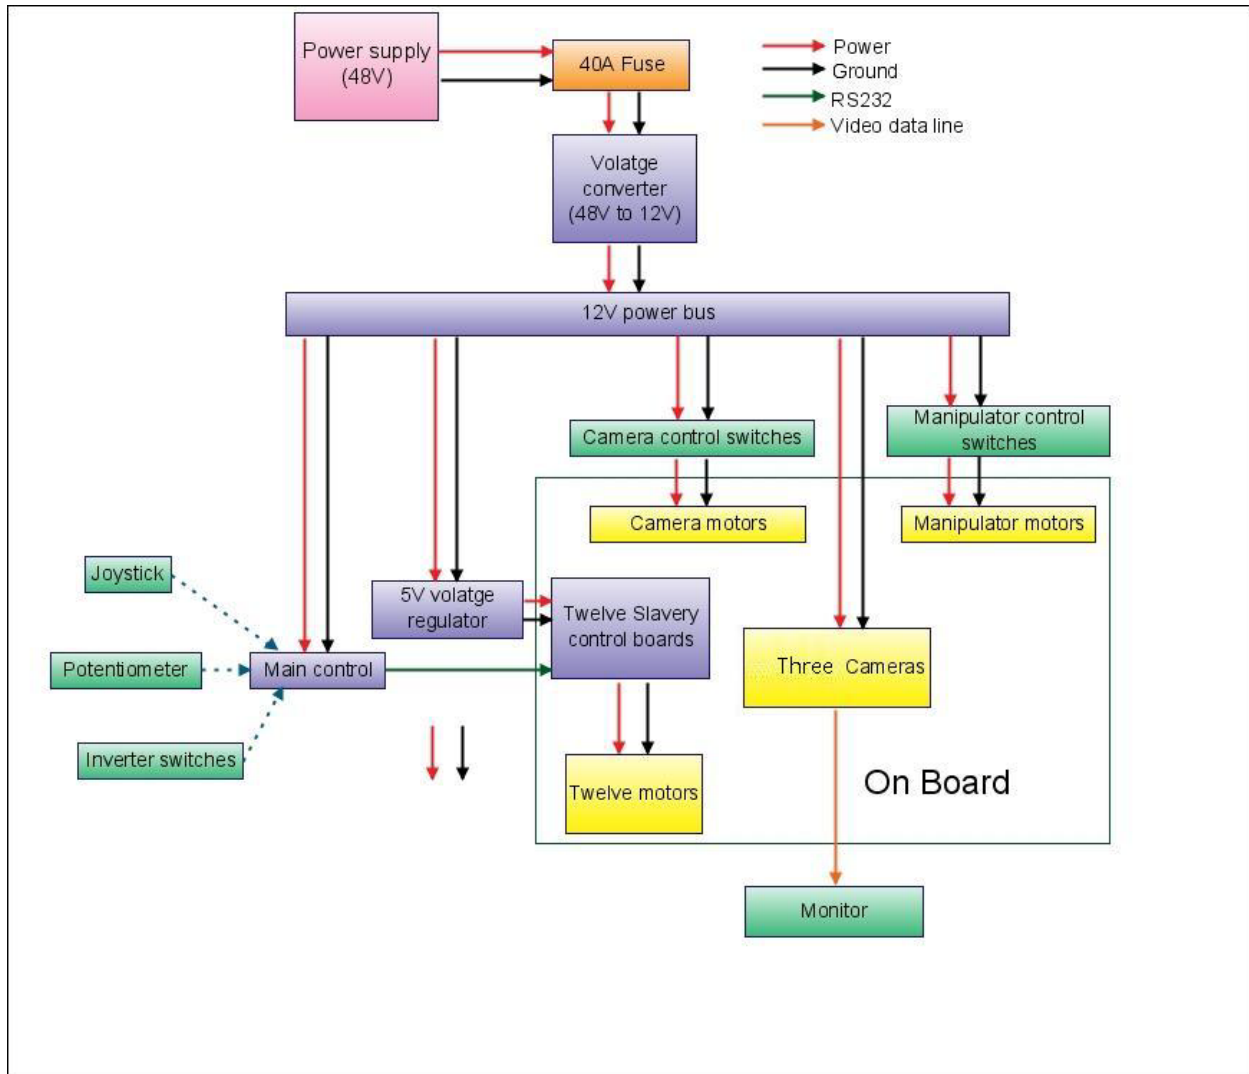 Power supply
(48V)
40A Fuse
Power
Ground
RS232
Video data line
Volatge
converter
(48V to 12V)
12V power bus
Camera control switches
Manipulator control
switches
Camera motors
Manipulator motors
Joystick
5V volatge
regulator
Twelve Slavery
control boards
Potentiometer
Main control
Three Cameras
Inverter switches
Twelve motors
On Board
Monitor